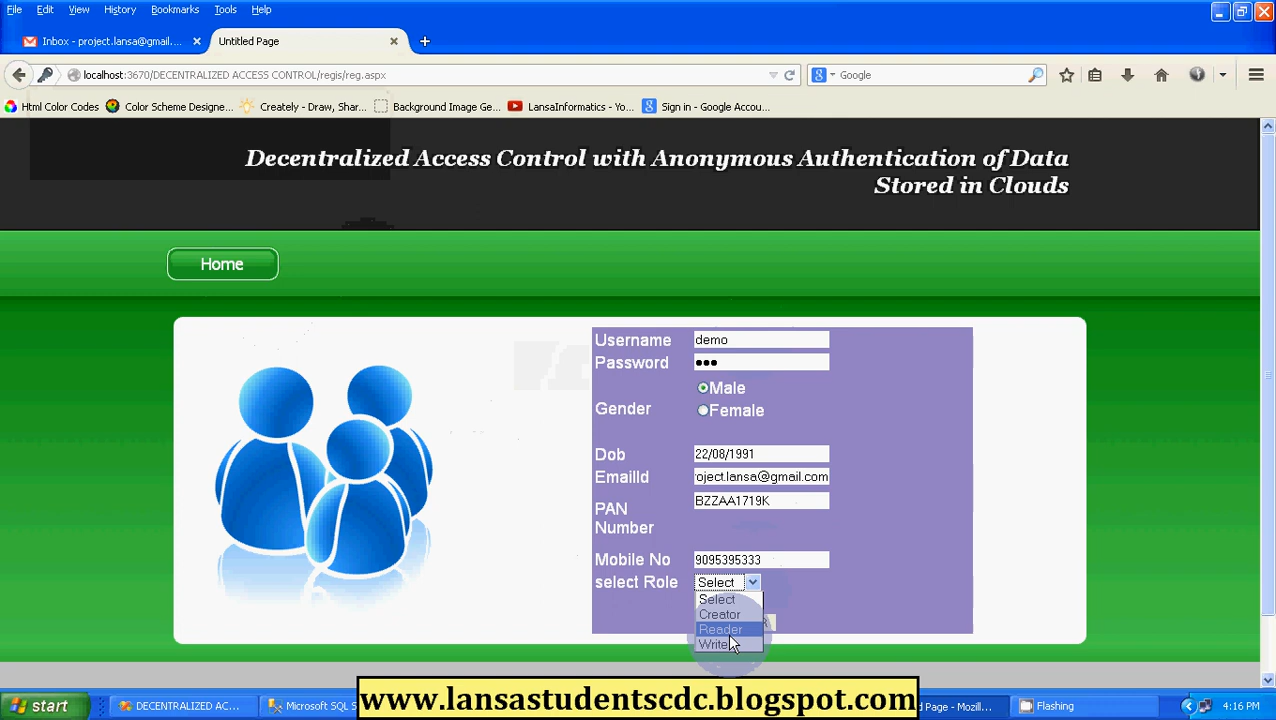 File Edit View History Bookmarks Tools Help
Inbox - project.lansa@gmail.... Untitled Page
localhost:3670/DECENTRALIZED ACCESS CONTROL/regis/reg.aspx Google
Html Color Codes Color Scheme Designe... Creately - Draw, Shar... Background Image Ge... LansaInformatics - Yo... Sign in - Google Accou...
Decentralized Access Control with Anonymous Authentication of Data
Stored in Clouds
Home
Username demo
Password
Male
Gender
Female
Dob 22/08/1991
EmailId roject.lansa@gmail.com
PAN
Number
BZZAA1719K
Mobile No 9095395333
select Role Select
Select
Creator
Reader
Write
www.lansastudentscdc.blogspot.com
start DECENTRALIZED AC... Microsoft SQL S Page - Mozill... Flashing 4:16 PM